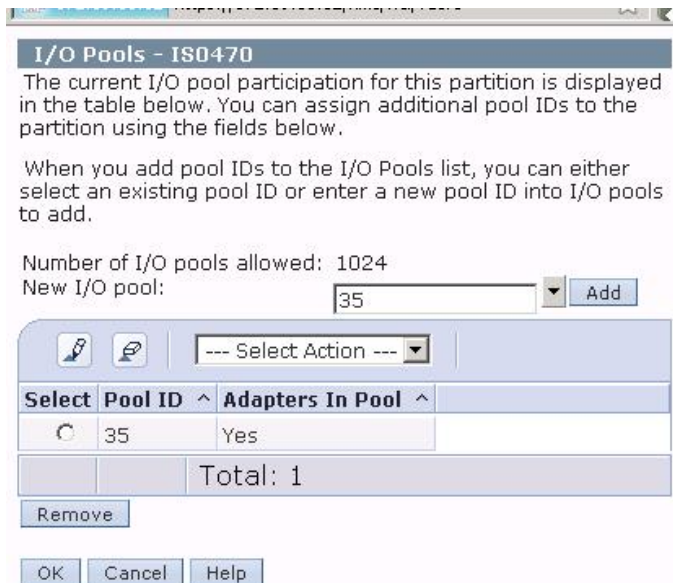 I/O Pools - IS0470
The current I/O pool participation for this partition is displayed
in the table below. You can assign additional pool IDs to the
partition using the fields below.
When you add pool IDs to the I/O Pools list, you can either
select an existing pool ID or enter a new pool ID into I/O pools
to add.
Number of I/O pools allowed: 1024
New I/O pool: 35 Add
--- Select Action ---
Select Pool ID ^ Adapters In Pool ^
35 Yes
Total: 1
Remove
OK Cancel Help